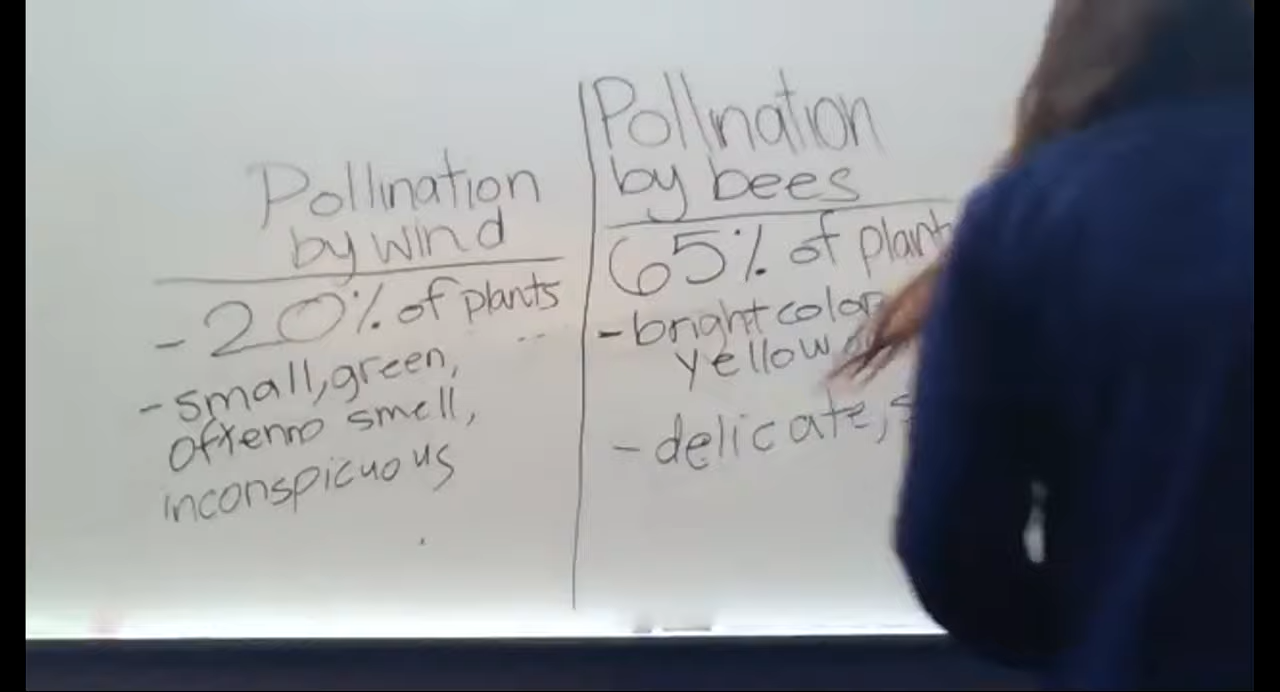 Pollination
by wind
- 20% of plants
- small, green,
often no smell,
inconspicuous
Pollination
by bees
65% of plant
- bright color
yellow
- delicate,